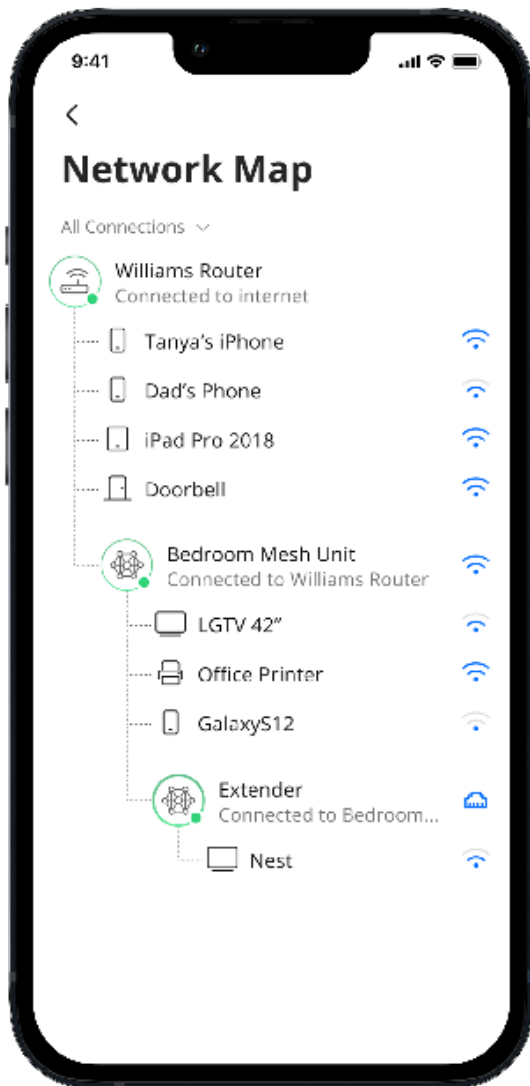 9:41
Network Map
All Connections
Williams Router
Connected to internet
Tanya’s iPhone
Dad’s Phone
iPad Pro 2018
Doorbell
Bedroom Mesh Unit
Connected to Williams Router
LGTV 42”
Office Printer
GalaxyS12
Extender
Connected to Bedroom...
Nest